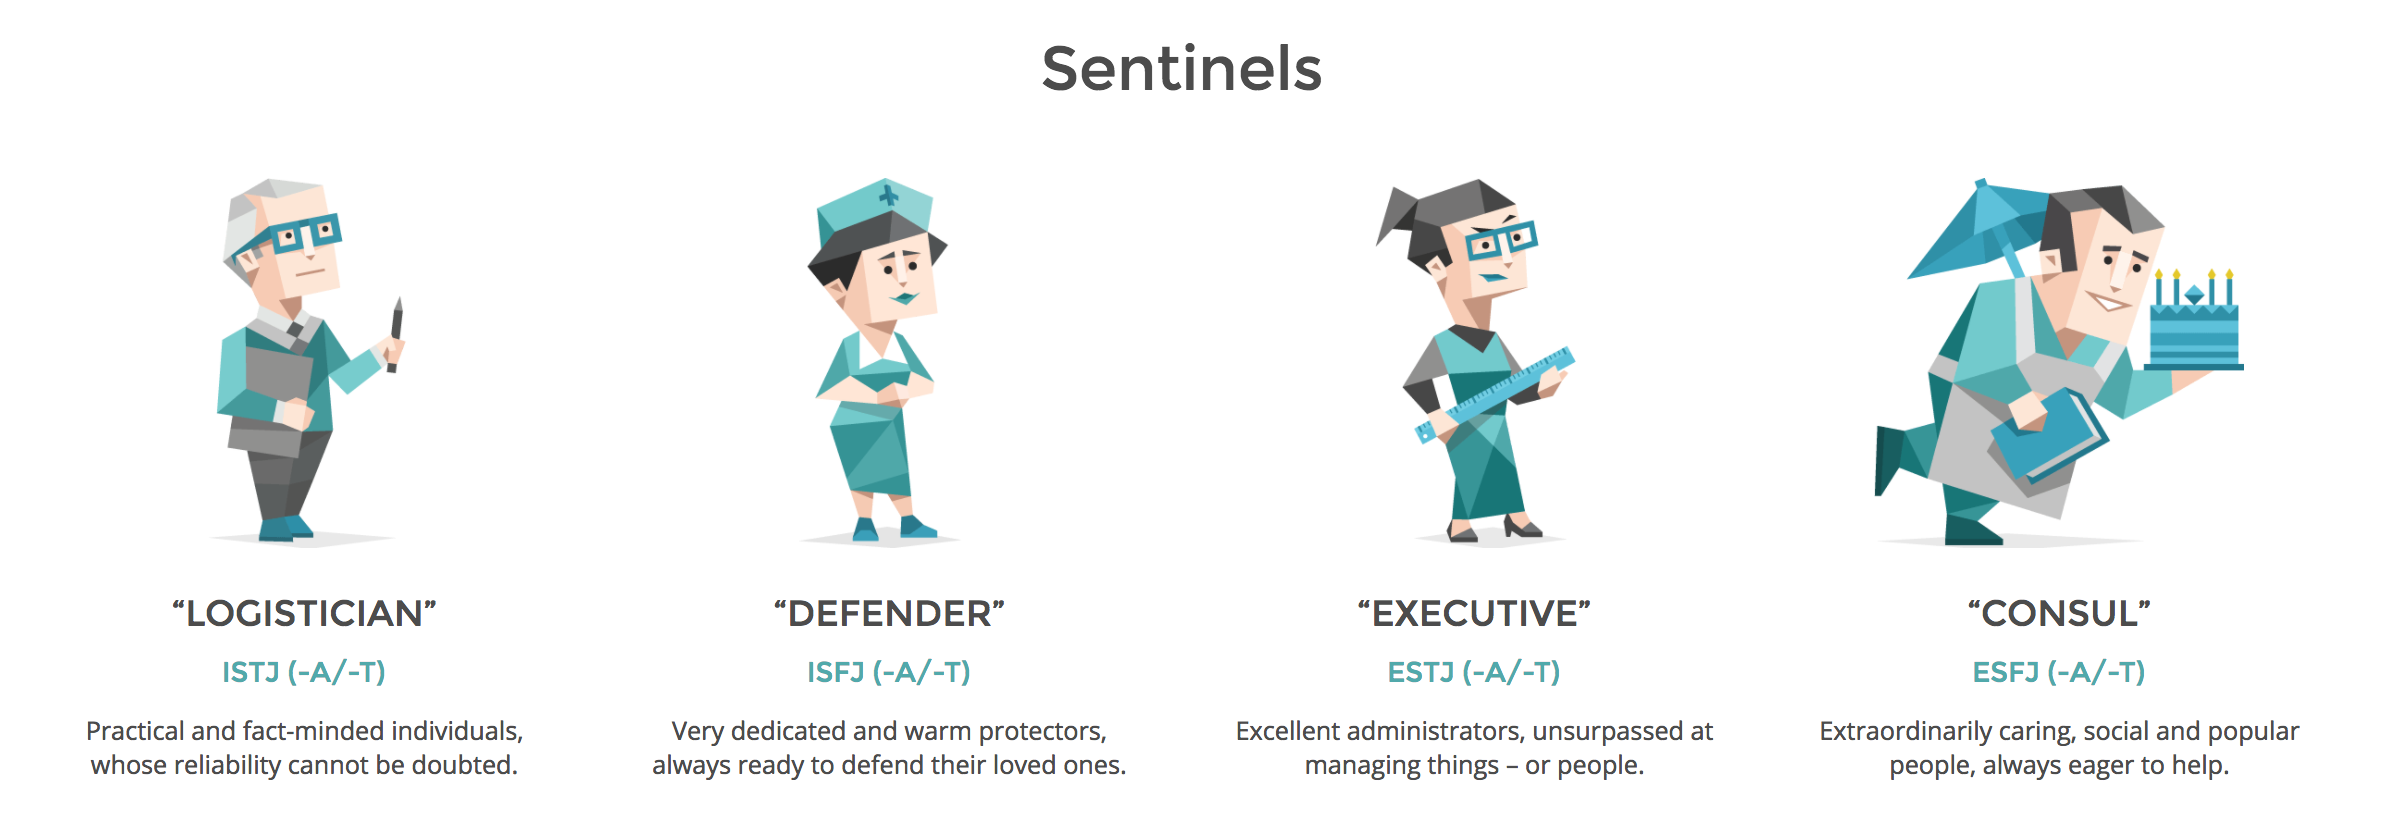 Sentinels
“LOGISTICIAN”
ISTJ (-A/-T)
Practical and fact-minded individuals,
whose reliability cannot be doubted.
“DEFENDER”
ISFJ (-A/-T)
Very dedicated and warm protectors,
always ready to defend their loved ones.
“EXECUTIVE”
ESTJ (-A/-T)
Excellent administrators, unsurpassed at
managing things – or people.
“CONSUL”
ESFJ (-A/-T)
Extraordinarily caring, social and popular
people, always eager to help.